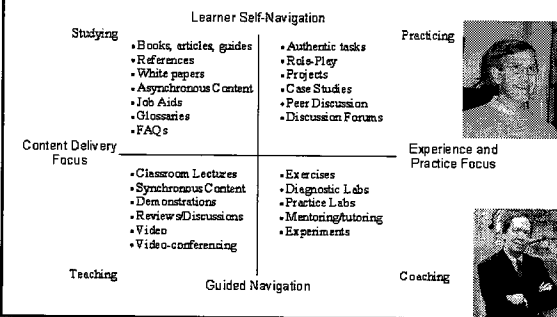 Learner Self-Navigation
Studying
Practicing
• Books, articles, guides
• References
• White papers
• Asynchronous Content
• Job Aids
• Glossaries
• FAQs
• Authentic tasks
• Role-Play
• Projects
• Case Studies
• Peer Discussion
• Discussion Forums
Content Delivery
Focus
Experience and
Practice Focus
• Classroom Lectures
• Synchronous Content
• Demonstrations
• Reviews/Discussions
• Video
• Video-conferencing
• Exercises
• Diagnostic Labs
• Practice Labs
• Mentoring/tutoring
• Experiments
Teaching
Guided Navigation
Coaching